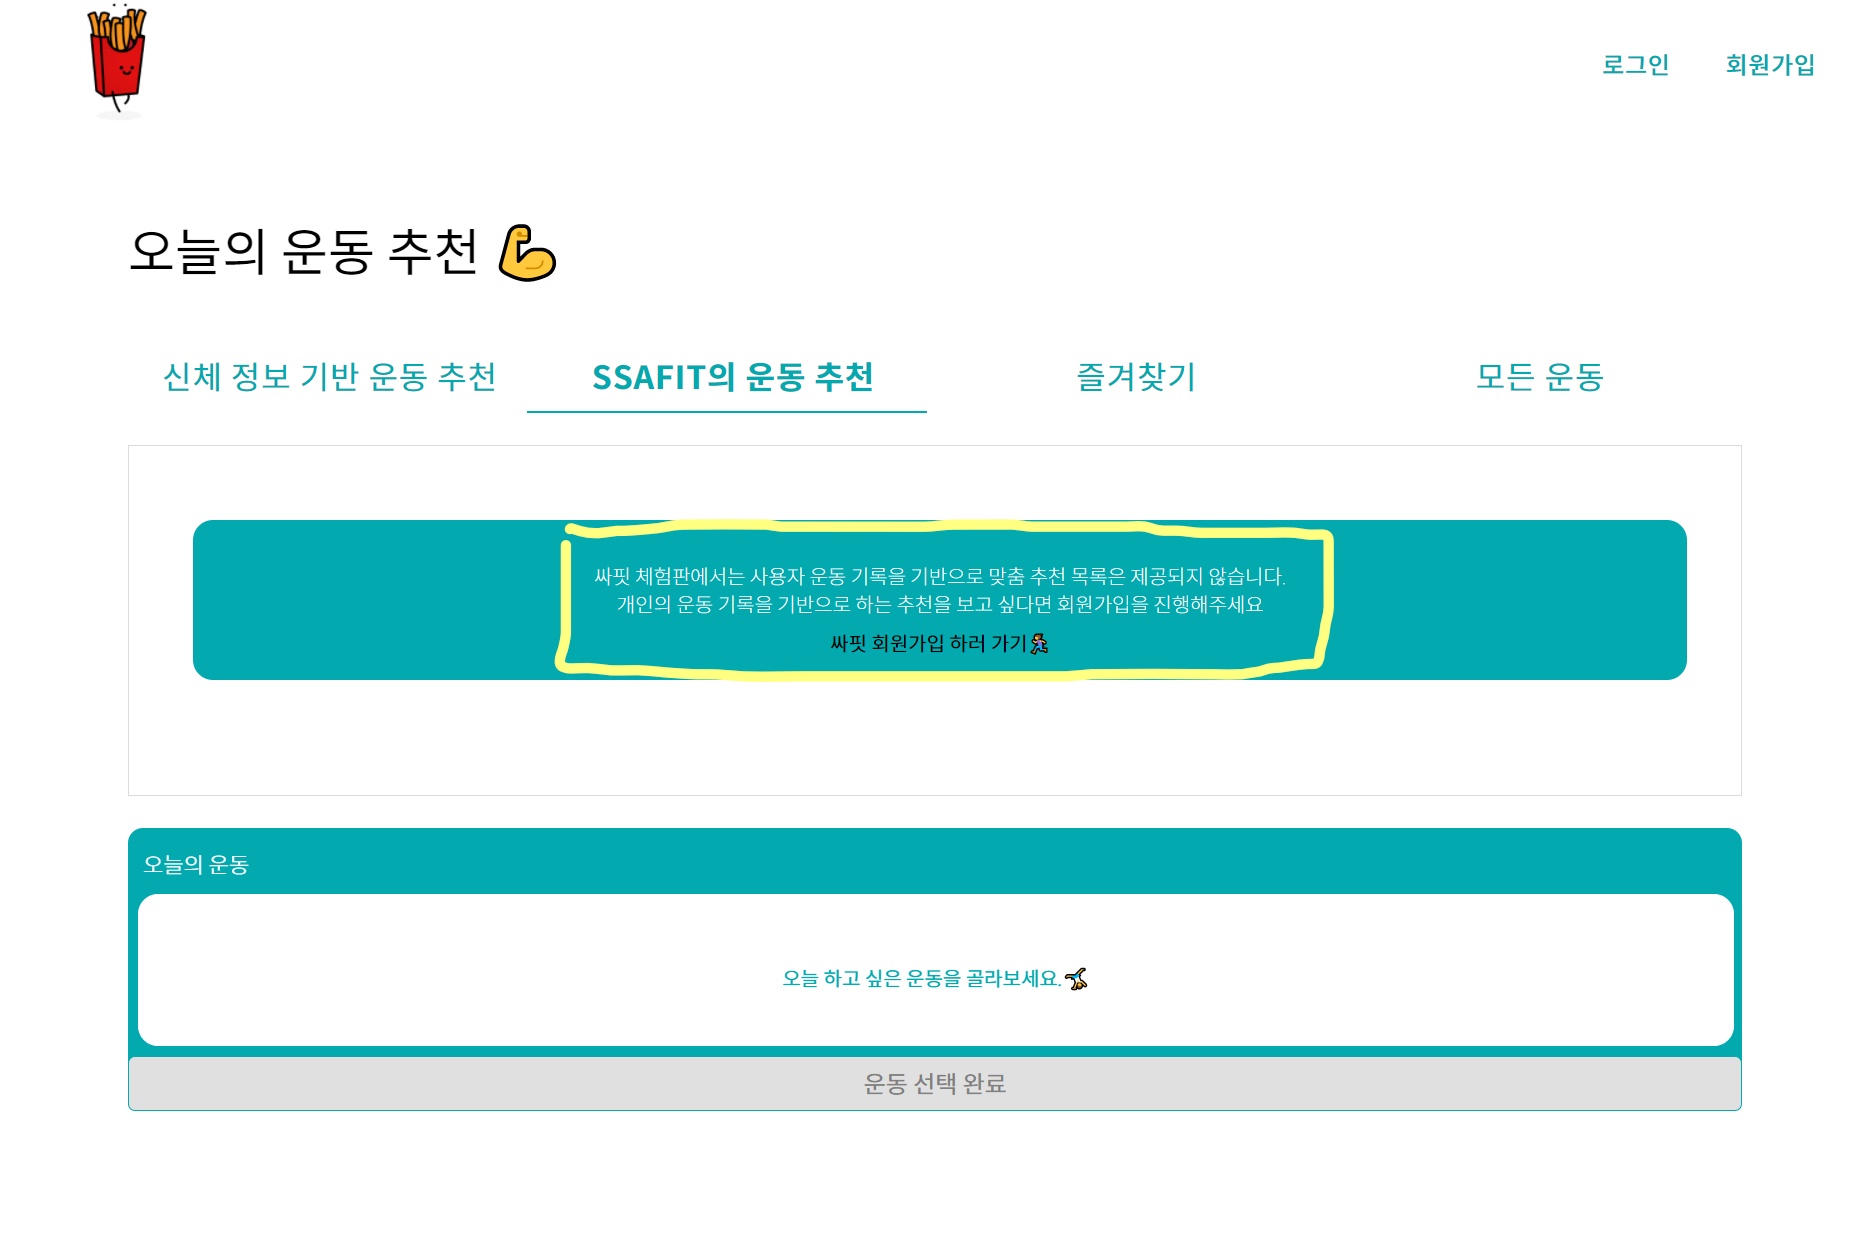 로그인 회원가입
오늘의 운동 추천 💪
신체 정보 기반 운동 추천 SSAFIT의 운동 추천 즐겨찾기 모든 운동
싸핏 체험판에서는 사용자 운동 기록을 기반으로 맞춤 추천 목록은 제공되지 않습니다.
개인의 운동 기록을 기반으로 하는 추천을 보고 싶다면 회원가입을 진행해주세요
싸핏 회원가입 하러 가기🏃
오늘의 운동
오늘 하고 싶은 운동을 골라보세요.🤸
운동 선택 완료